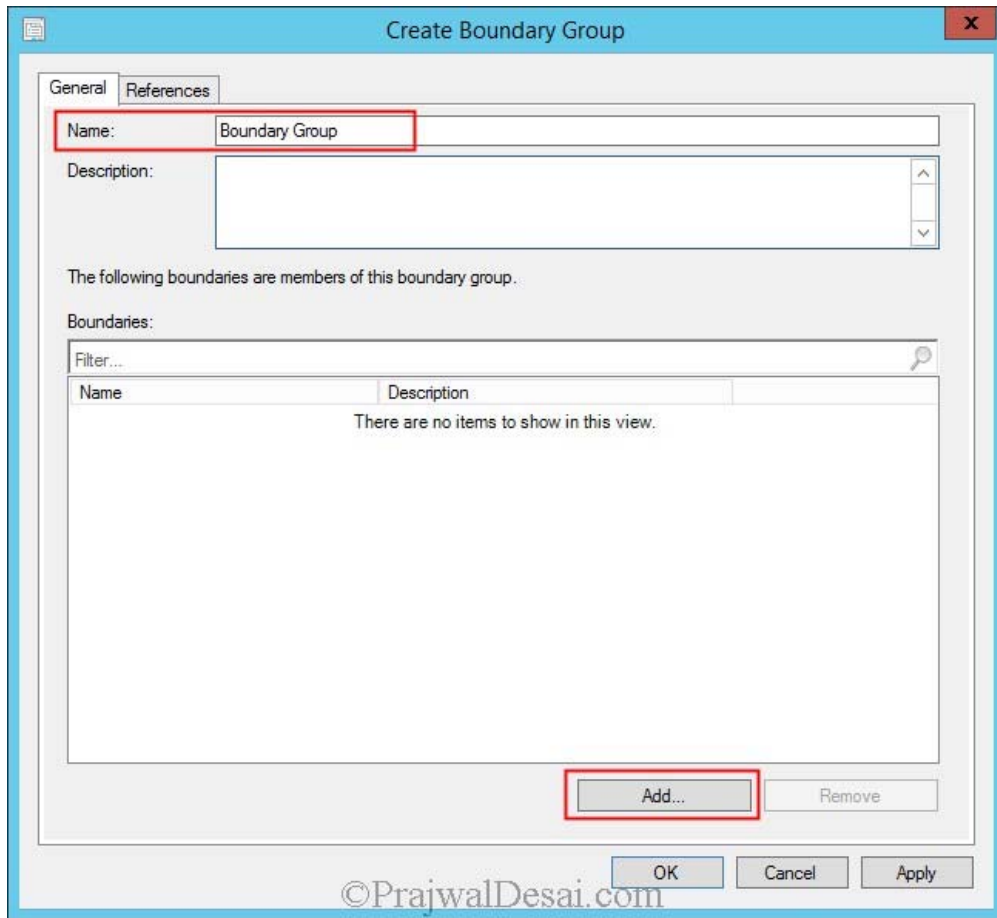 Create Boundary Group
x
General References
Name: Boundary Group
Description:
The following boundaries are members of this boundary group.
Boundaries:
Filter...
Name Description
There are no items to show in this view.
Add... Remove
OK Cancel Apply
©PrajwalDesai.com